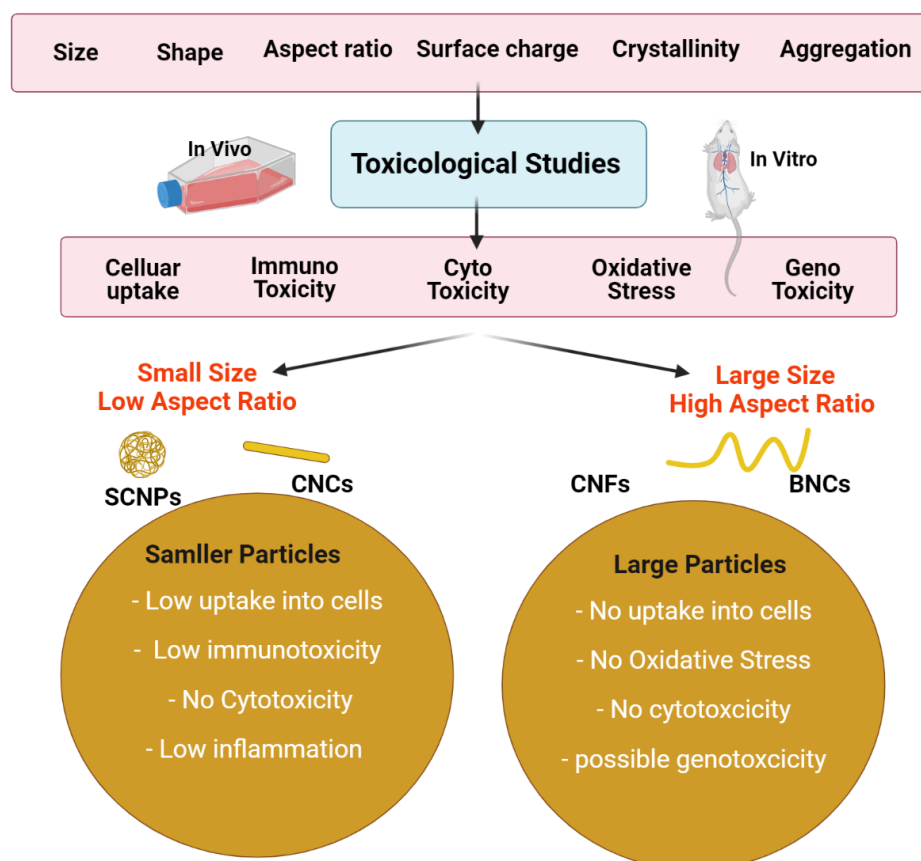 Size Shape Aspect ratio Surface charge Crystallinity Aggregation
In Vivo
Toxicological Studies
In Vitro
Celluar
uptake
Immuno
Toxicity
Cyto
Toxicity
Oxidative
Stress
Geno
Toxicity
Small Size
Low Aspect Ratio
SCNPs
CNCs
Samller Particles
- Low uptake into cells
- Low immunotoxicity
- No Cytotoxicity
- Low inflammation
Large Size
High Aspect Ratio
CNFs
BNCs
Large Particles
- No uptake into cells
- No Oxidative Stress
- No cytotoxcicity
- possible genotoxcicity